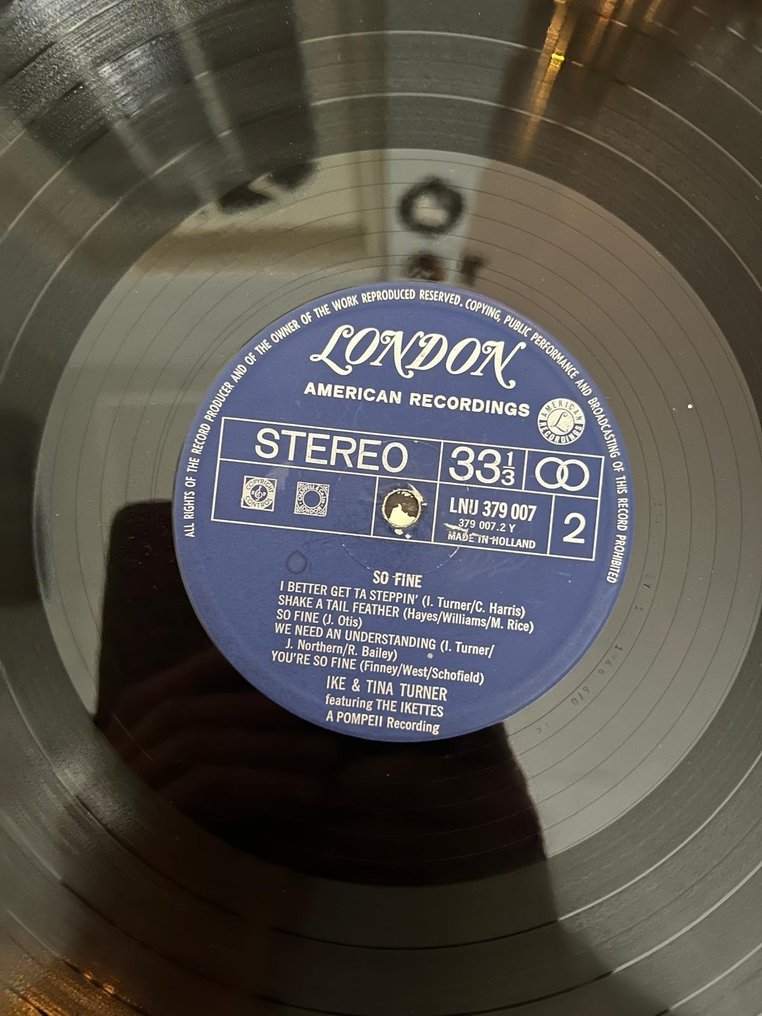 ALL RIGHTS OF THE RECORD PRODUCER AND OF THE OWNER OF THE WORK REPRODUCED RESERVED. COPYING, PUBLIC PERFORMANCE AND BROADCASTING OF THIS RECORD PROHIBITED
LONDON
AMERICAN RECORDINGS
AMERICAN RECORDINGS
L
STEREO
33 1/3
LNU 379 007
379 007.2 Y
MADE IN HOLLAND
2
SO FINE
I BETTER GET TA STEPPIN' (I. Turner/C. Harris)
SHAKE A TAIL FEATHER (Hayes/Williams/M. Rice)
SO FINE (J. Otis)
WE NEED AN UNDERSTANDING (I. Turner/
J. Northern/R. Bailey)
YOU'RE SO FINE (Finney/West/Schofield)
IKE & TINA TURNER
featuring THE IKETTES
A POMPEII Recording